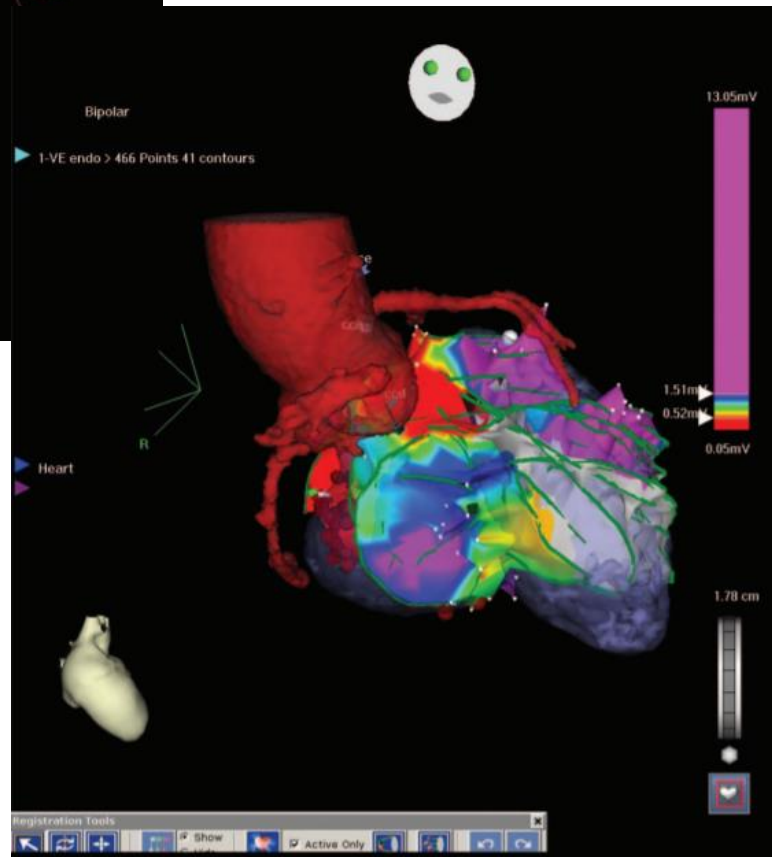 13.05mV
Bipolar
1-VE endo > 466 Points 41 contours
1.51mV
0.52mV
R
0.05mV
Heart
1.78 cm
Registration Tools
Show
Active Only